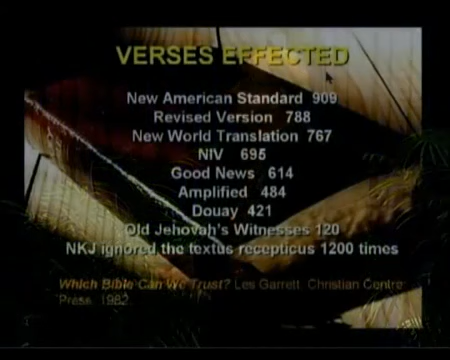 VERSES EFFECTED
New American Standard 909
Revised Version 788
New World Translation 767
NIV 695
Good News 614
Amplified 484
Douay 421
Old Jehovah's Witnesses 120
NKJ ignored the textus recepticus 1200 times
Which Bible Can We Trust? Les Garrett, Christian Centre
Press, 1982